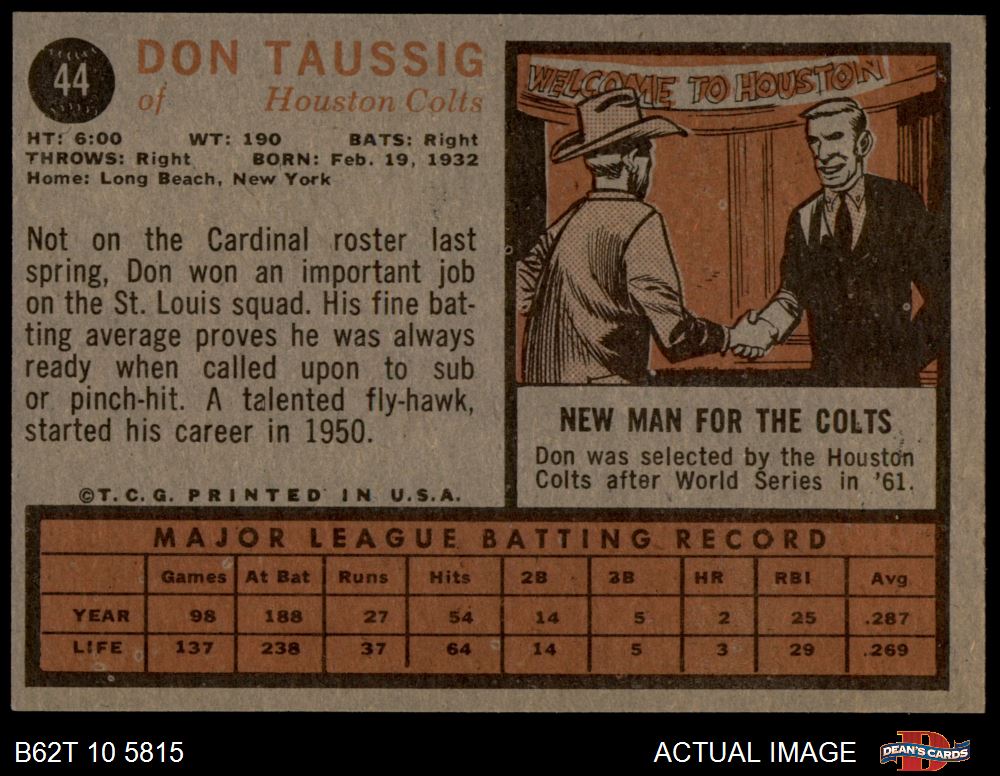 44
DON TAUSSIG
of Houston Colts
HT: 6:00 WT: 190 BATS: Right
THROWS: Right BORN: Feb. 19, 1932
Home: Long Beach, New York
Not on the Cardinal roster last
spring, Don won an important job
on the St. Louis squad. His fine bat-
ting average proves he was always
ready when called upon to sub
or pinch-hit. A talented fly-hawk,
started his career in 1950.
©T.C.G. PRINTED IN U.S.A.
WELCOME TO HOUSTON
NEW MAN FOR THE COLTS
Don was selected by the Houston
Colts after World Series in '61.
MAJOR LEAGUE BATTING RECORD
Games At Bat Runs Hits 2B 3B HR RBI Avg
YEAR 98 188 27 54 14 5 2 25 .287
LIFE 137 238 37 64 14 5 3 29 .269
B62T 10 5815
ACTUAL IMAGE
D
DEAN'S CARDS